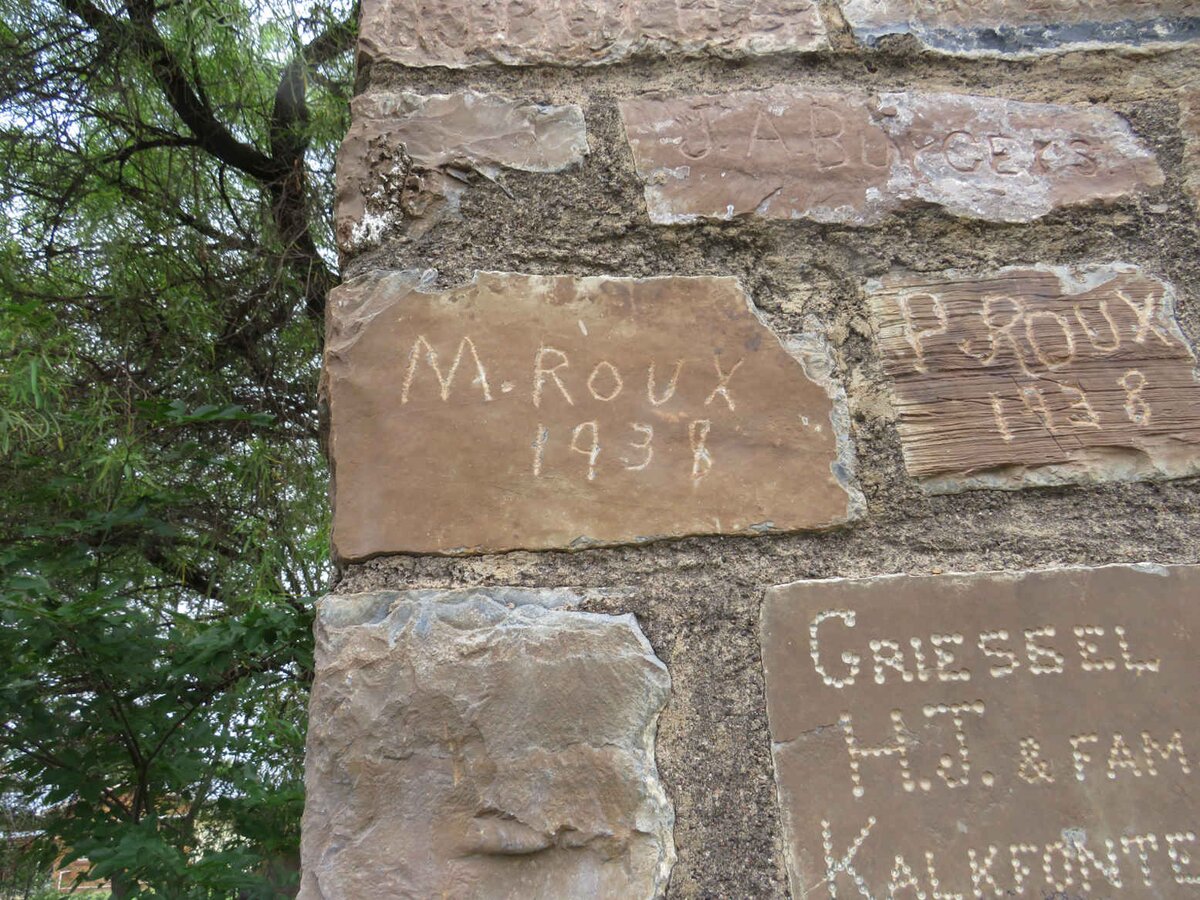 J. A BURGERS.
M. ROUX
1938
P J ROUX
1938
GRIESSEL
H.J. & FAM
KALKFONTE